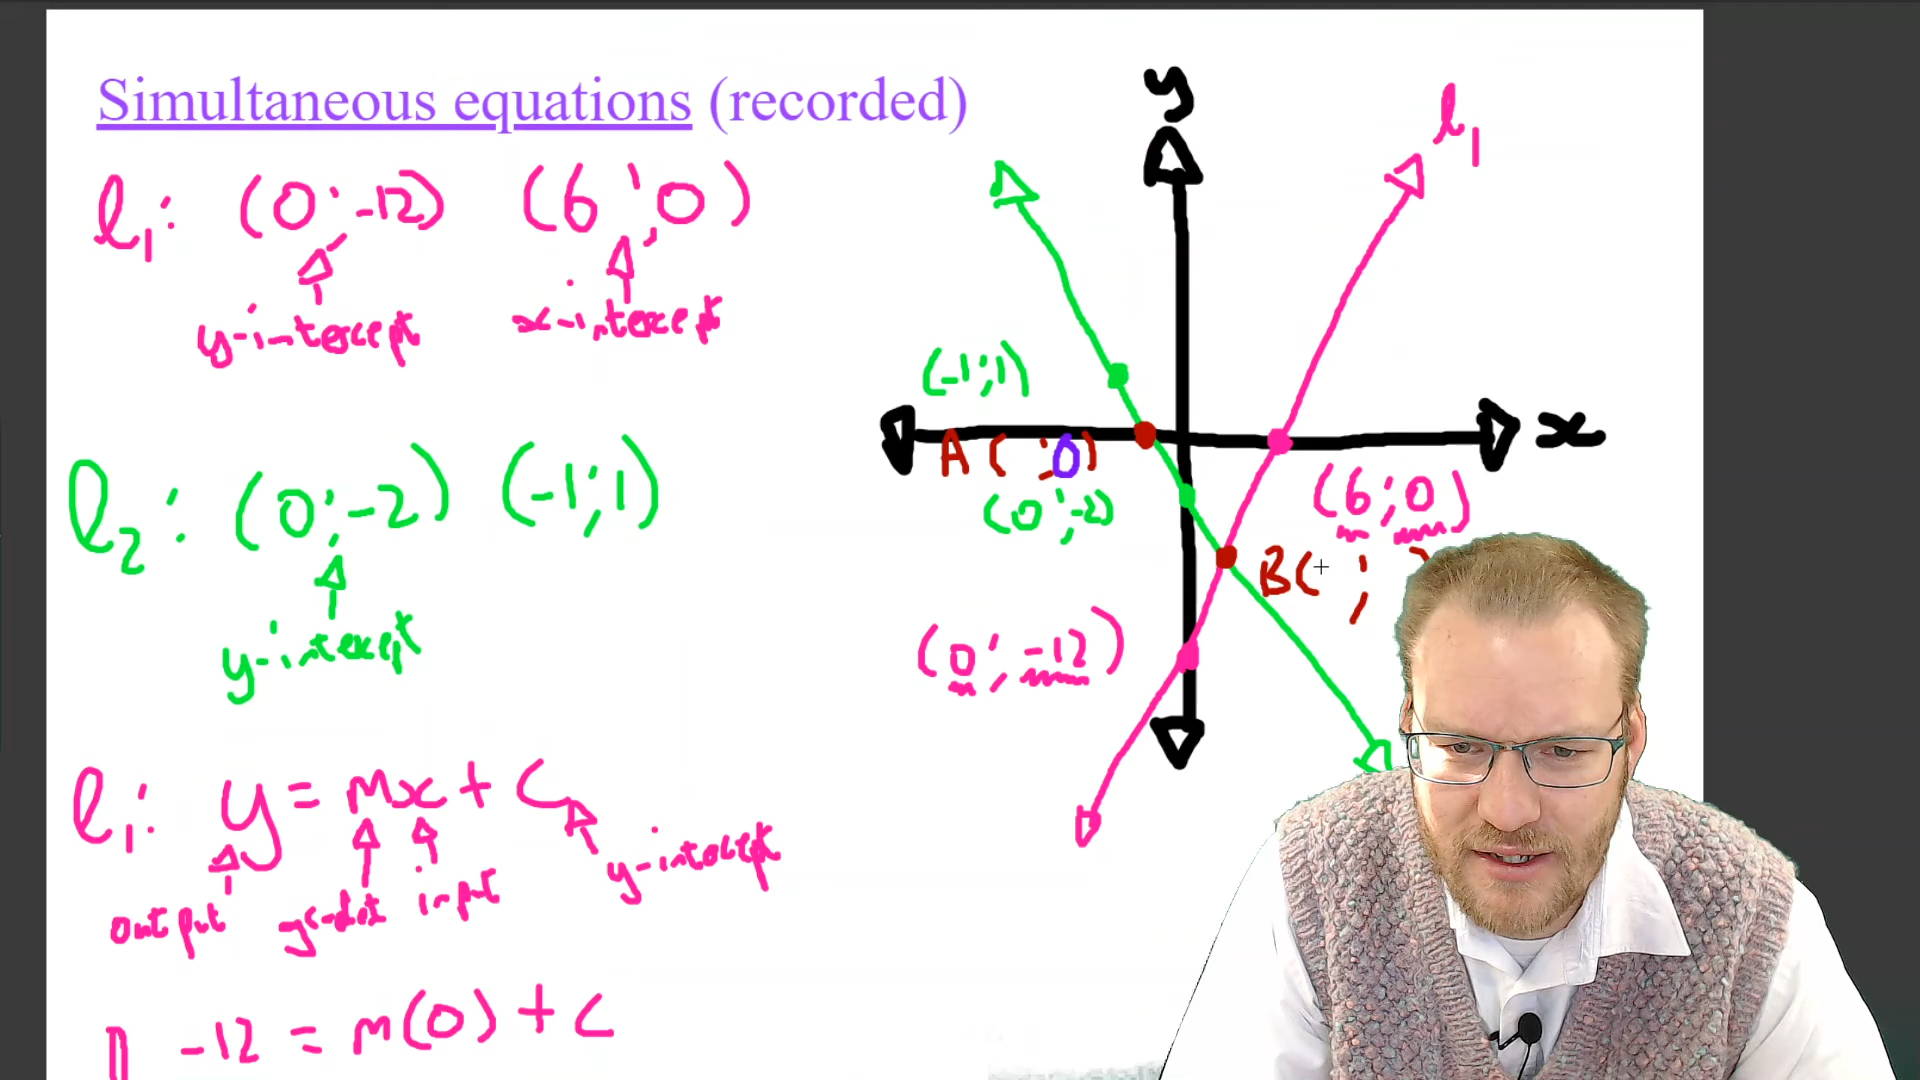 Simultaneous equations (recorded)
l₁: (0;-12) (6;0)
y-intercept x-intercept
l₂: (0;-2) (-1;1)
y-intercept
l₁: y = mx + c
output input y-intercept
-12 = m(0) + c
y
l₁
(-1;1)
x
A ( ;0)
(0;-2)
(6;0)
B( ; )
(0;-12)